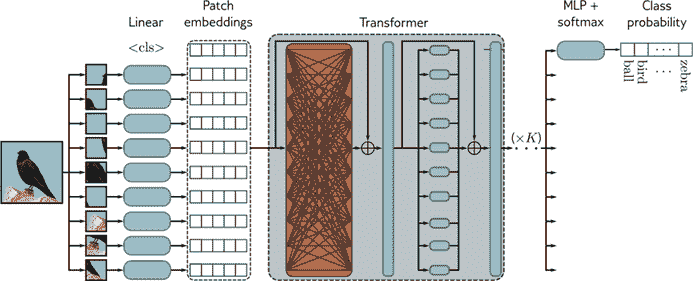 Linear
Patch
embeddings
Transformer
MLP +
softmax
Class
probability
<cls>
(×K)
ball
bird
...
zebra